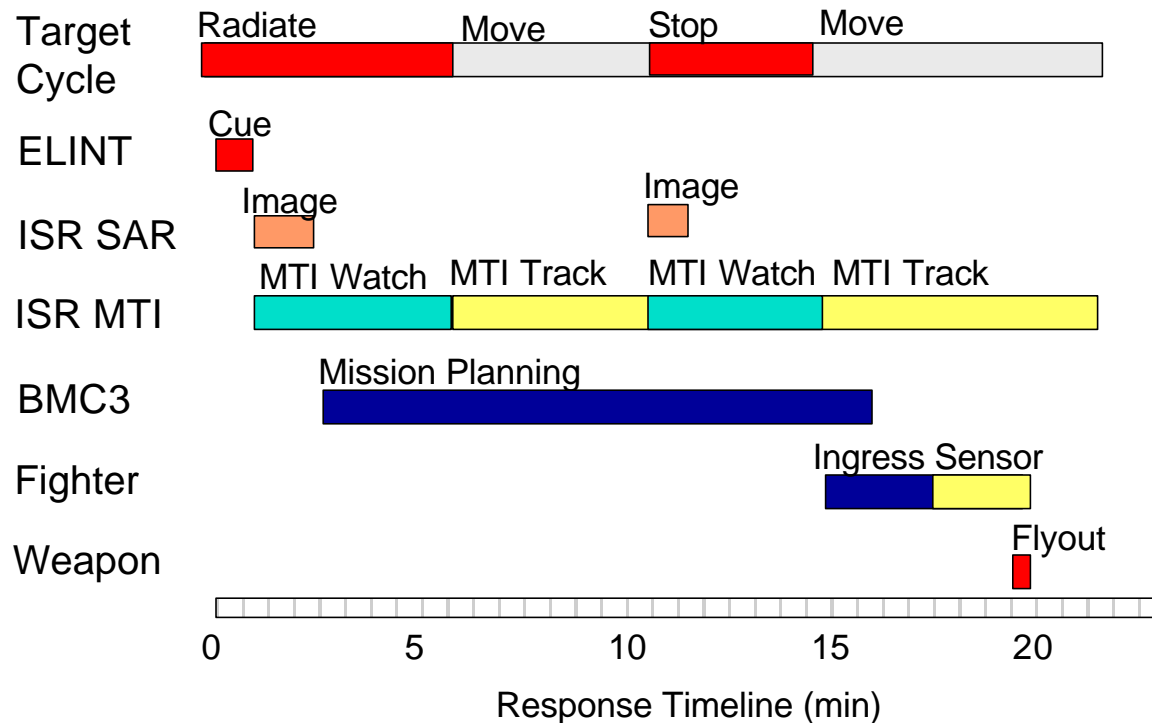 Target
Cycle
Radiate
Move
Stop
Move
ELINT
Cue
ISR SAR
Image
Image
ISR MTI
MTI Watch
MTI Track
MTI Watch
MTI Track
BMC3
Mission Planning
Fighter
Ingress Sensor
Weapon
Flyout
0 5 10 15 20
Response Timeline (min)